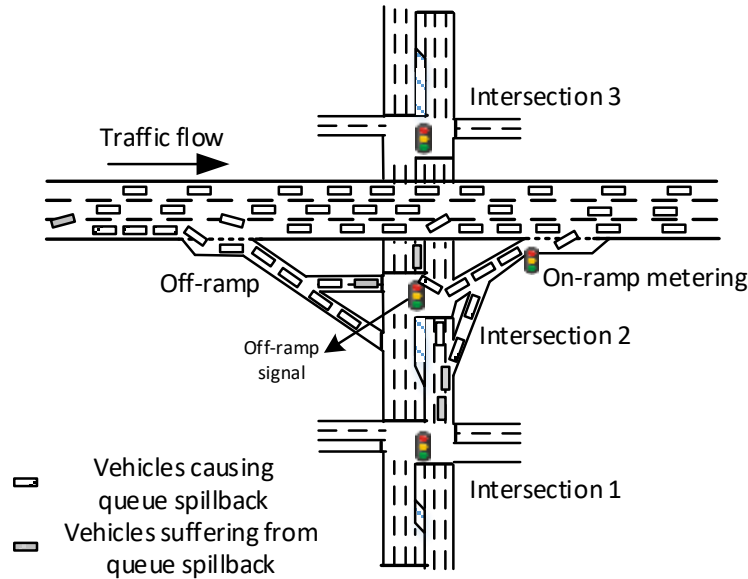 Intersection 3
Traffic flow
Off-ramp
On-ramp metering
Off-ramp
signal
Intersection 2
Vehicles causing
queue spillback
Intersection 1
Vehicles suffering from
queue spillback